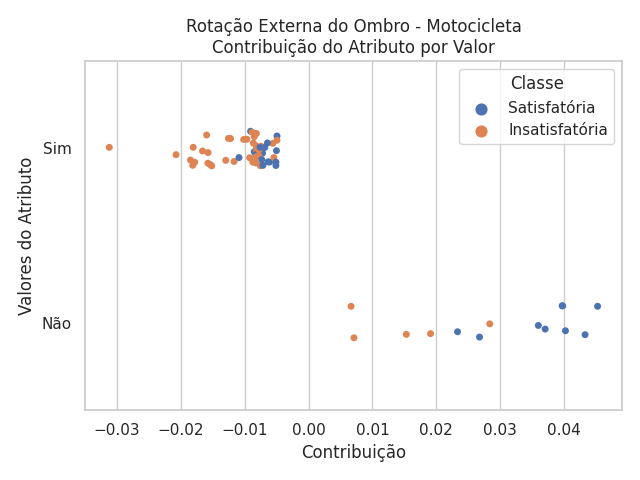 Rotação Externa do Ombro - Motocicleta
Contribuição do Atributo por Valor
Classe
Satisfatória
Insatisfatória
Valores do Atributo
Sim
Não
−0.03 −0.02 −0.01 0.00 0.01 0.02 0.03 0.04
Contribuição